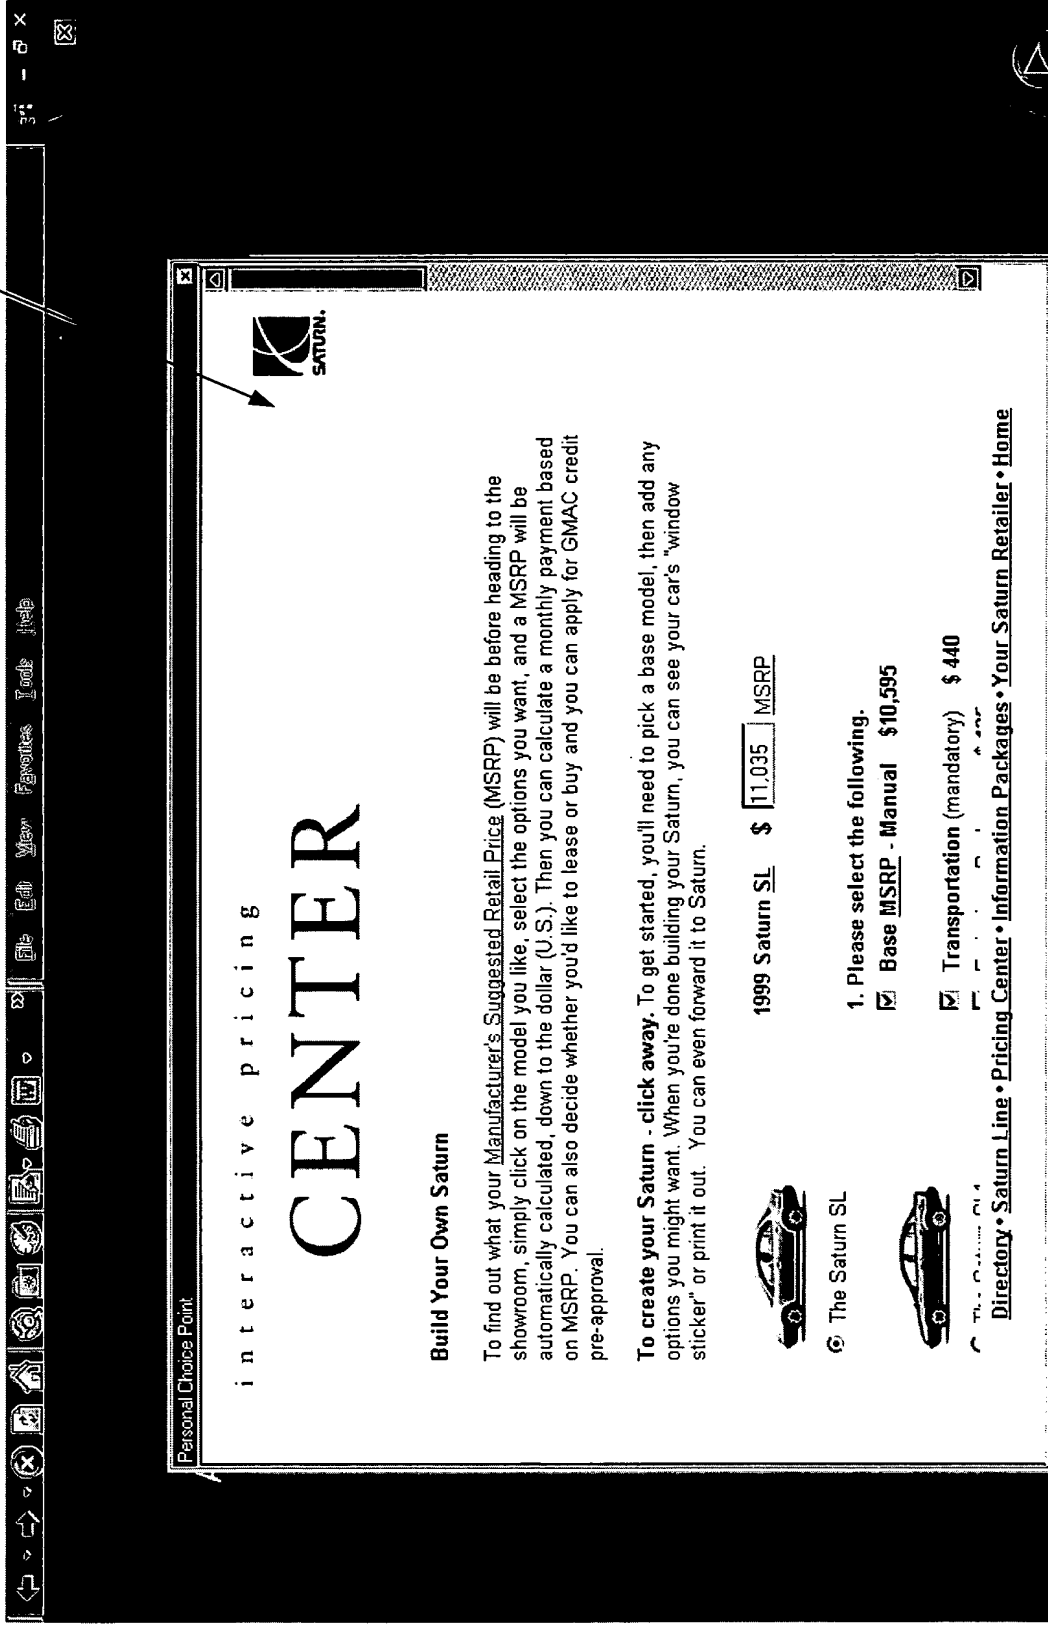 File Edit View Favorites Tools Help
Personal Choice Point
interactive pricing
CENTER
SATURN.
Build Your Own Saturn
To find out what your Manufacturer's Suggested Retail Price (MSRP) will be before heading to the
showroom, simply click on the model you like, select the options you want, and a MSRP will be
automatically calculated, down to the dollar (U.S.). Then you can calculate a monthly payment based
on MSRP. You can also decide whether you'd like to lease or buy and you can apply for GMAC credit
pre-approval.
To create your Saturn - click away. To get started, you'll need to pick a base model, then add any
options you might want. When you're done building your Saturn, you can see your car's "window
sticker" or print it out. You can even forward it to Saturn.
1999 Saturn SL $ 11,035 MSRP
The Saturn SL
1. Please select the following.
Base MSRP - Manual $10,595
Transportation (mandatory) $ 440
Directory • Saturn Line • Pricing Center • Information Packages • Your Saturn Retailer • Home